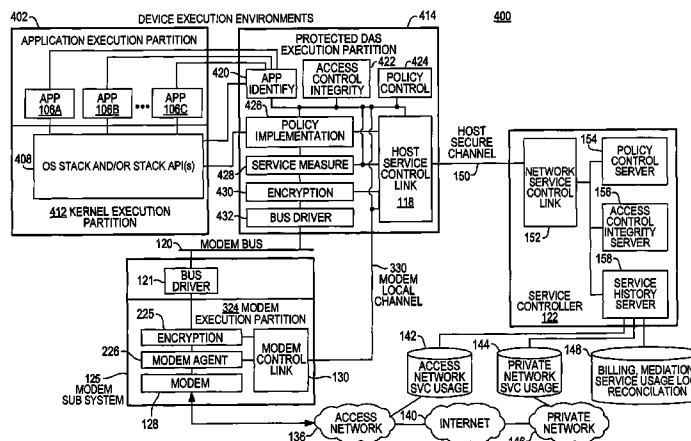 DEVICE EXECUTION ENVIRONMENTS
400
402
414
APPLICATION EXECUTION PARTITION
PROTECTED DAS
EXECUTION PARTITION
420
422
424
APP
IDENTIFY
ACCESS
CONTROL
INTEGRITY
POLICY
CONTROL
APP
106A
APP
106B
•••
APP
106C
426
POLICY
IMPLEMENTATION
408
OS STACK AND/OR STACK API(s)
428
SERVICE MEASURE
430
ENCRYPTION
432
BUS DRIVER
HOST
SERVICE
CONTROL
LINK
118
412 KERNEL EXECUTION
PARTITION
HOST
SECURE
CHANNEL
150
NETWORK
SERVICE
CONTROL
LINK
152
154
POLICY
CONTROL
SERVER
156
ACCESS
CONTROL
INTEGRITY
SERVER
158
SERVICE
HISTORY
SERVER
SERVICE
CONTROLLER
122
120
MODEM BUS
121
BUS
DRIVER
330
MODEM
LOCAL
CHANNEL
324 MODEM
EXECUTION
PARTITION
225
ENCRYPTION
226
MODEM AGENT
MODEM
128
MODEM
CONTROL
LINK
130
125
MODEM
SUB SYSTEM
142
ACCESS
NETWORK
SVC USAGE
144
PRIVATE
NETWORK
SVC USAGE
148
BILLING, MEDIATION
SERVICE USAGE LOG
RECONCILATION
ACCESS
NETWORK
136
140
INTERNET
PRIVATE
NETWORK
146